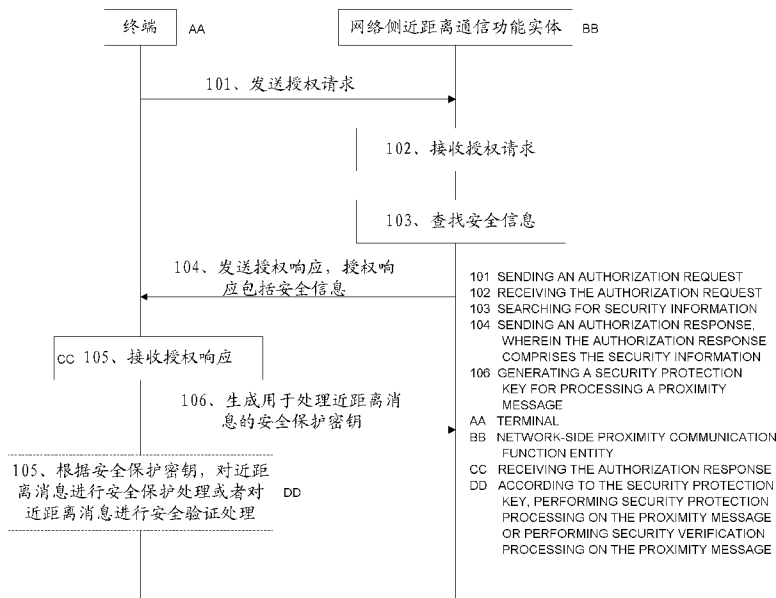 终端
AA
网络侧近距离通信功能实体
BB
101、发送授权请求
102、接收授权请求
103、查找安全信息
104、发送授权响应，授权响
应包括安全信息
CC
105、接收授权响应
106、生成用于处理近距离消
息的安全保护密钥
105、根据安全保护密钥，对近距
离消息进行安全保护处理或者对
近距离消息进行安全验证处理
DD
101 SENDING AN AUTHORIZATION REQUEST
102 RECEIVING THE AUTHORIZATION REQUEST
103 SEARCHING FOR SECURITY INFORMATION
104 SENDING AN AUTHORIZATION RESPONSE,
WHEREIN THE AUTHORIZATION RESPONSE
COMPRISES THE SECURITY INFORMATION
106 GENERATING A SECURITY PROTECTION
KEY FOR PROCESSING A PROXIMITY
MESSAGE
AA TERMINAL
BB NETWORK-SIDE PROXIMITY COMMUNICATION
FUNCTION ENTITY
CC RECEIVING THE AUTHORIZATION RESPONSE
DD ACCORDING TO THE SECURITY PROTECTION
KEY, PERFORMING SECURITY PROTECTION
PROCESSING ON THE PROXIMITY MESSAGE
OR PERFORMING SECURITY VERIFICATION
PROCESSING ON THE PROXIMITY MESSAGE